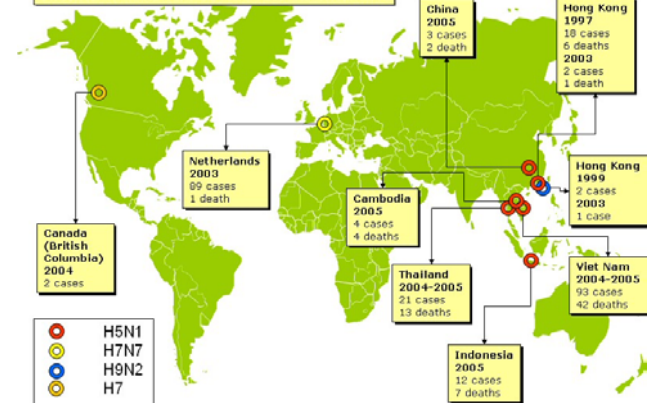 China
2005
3 cases
2 death
Hong Kong
1997
18 cases
6 deaths
2003
2 cases
1 death
Netherlands
2003
89 cases
1 death
Hong Kong
1999
2 cases
2003
1 case
Cambodia
2005
4 cases
4 deaths
Canada
(British
Columbia)
2004
2 cases
Thailand
2004-2005
21 cases
13 deaths
Viet Nam
2004-2005
93 cases
42 deaths
Indonesia
2005
12 cases
7 deaths
H5N1
H7N7
H9N2
H7